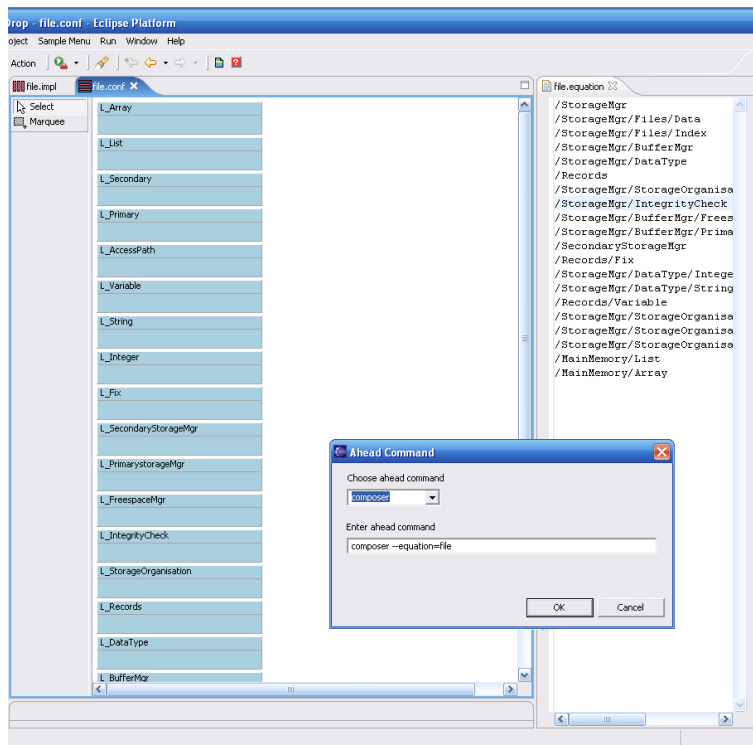 Drop - file.conf - Eclipse Platform
oject Sample Menu Run Window Help
Action
file.impl
file.conf
Select
Marquee
L_Array
L_List
L_Secondary
L_Primary
L_AccessPath
L_Variable
L_String
L_Integer
L_Fix
L_SecondaryStorageMgr
L_PrimarystorageMgr
L_FreespaceMgr
L_IntegrityCheck
L_StorageOrganisation
L_Records
L_DataType
L_BufferMgr
file.equation
/StorageMgr
/StorageMgr/Files/Data
/StorageMgr/Files/Index
/StorageMgr/BufferMgr
/StorageMgr/DataType
/Records
/StorageMgr/StorageOrganisa
/StorageMgr/IntegrityCheck
/StorageMgr/BufferMgr/Frees
/StorageMgr/BufferMgr/Prima
/SecondaryStorageMgr
/Records/Fix
/StorageMgr/DataType/Intege
/StorageMgr/DataType/String
/Records/Variable
/StorageMgr/StorageOrganisa
/StorageMgr/StorageOrganisa
/StorageMgr/StorageOrganisa
/MainMemory/List
/MainMemory/Array
Ahead Command
Choose ahead command
composer
Enter ahead command
composer --equation=file
OK Cancel